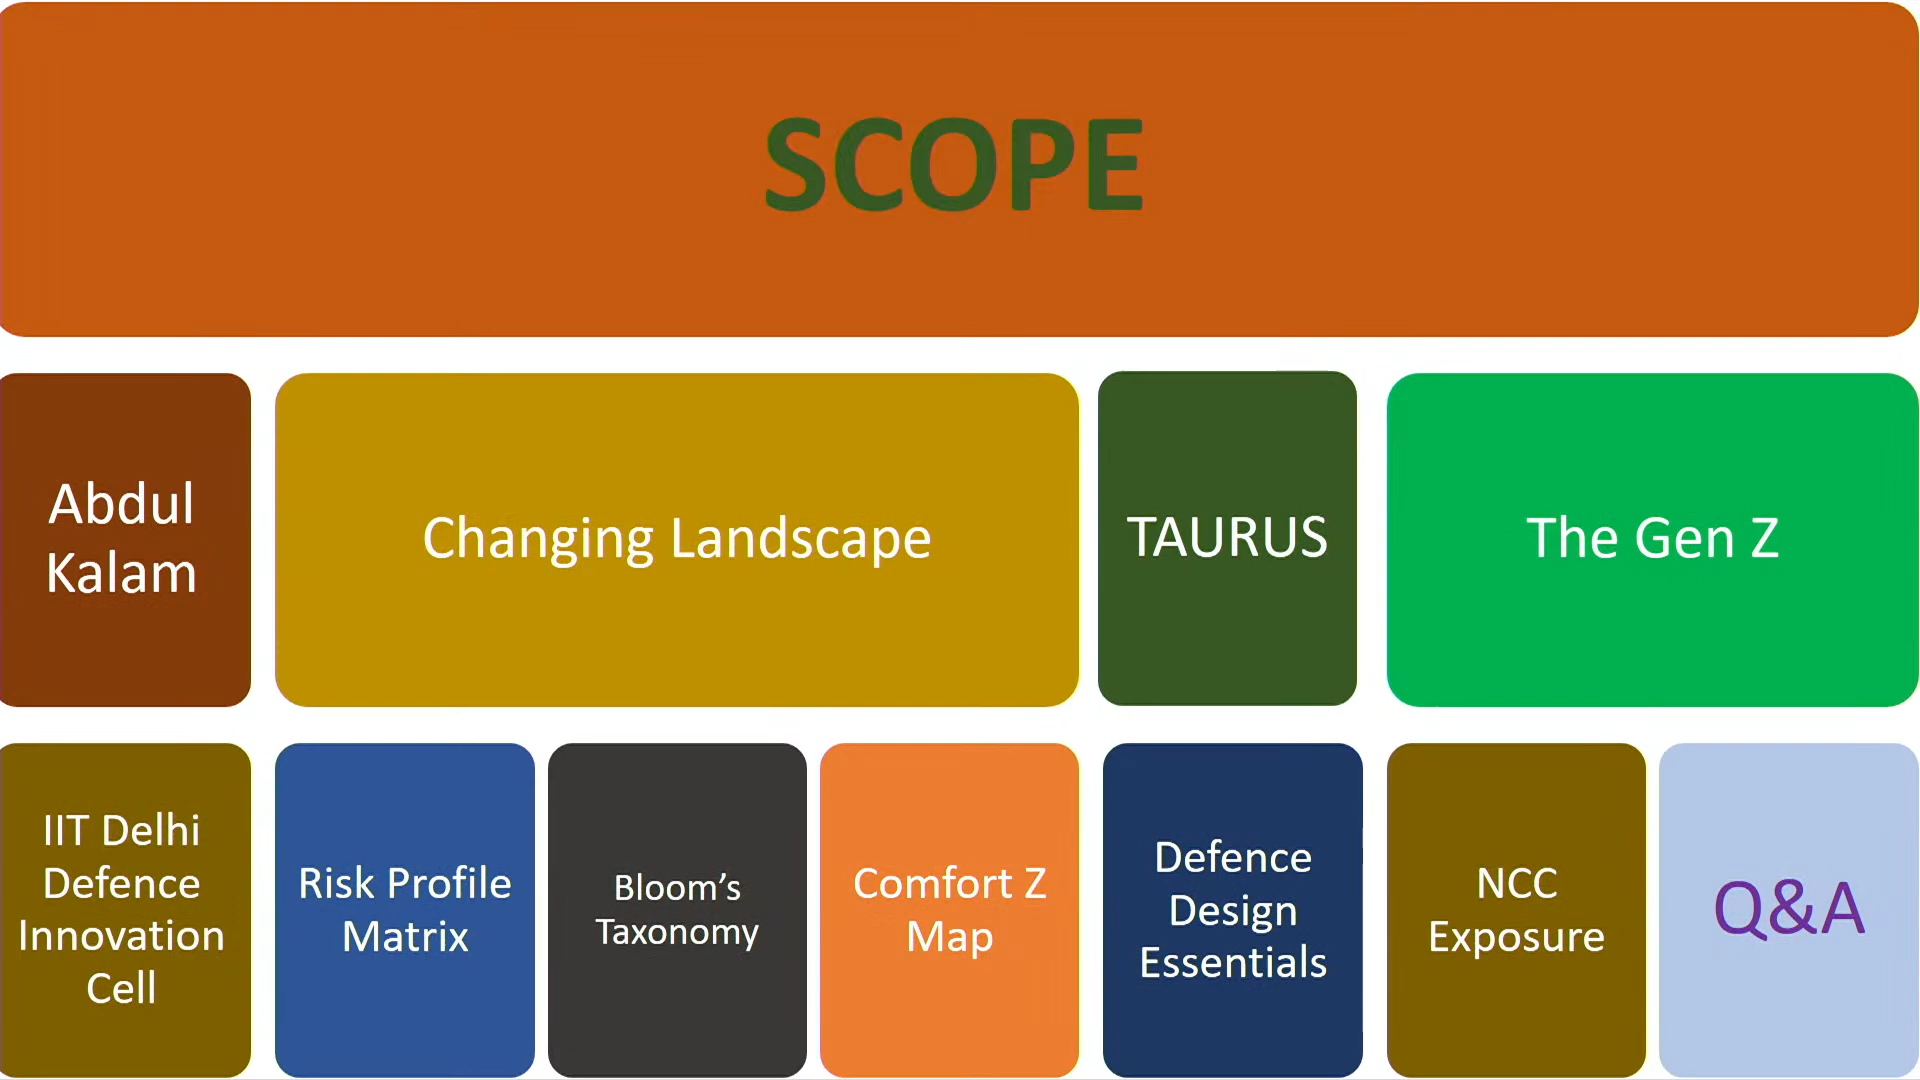 SCOPE
Abdul
Kalam
Changing Landscape
TAURUS
The Gen Z
IIT Delhi
Defence
Innovation
Cell
Risk Profile
Matrix
Bloom’s
Taxonomy
Comfort Z
Map
Defence
Design
Essentials
NCC
Exposure
Q&A